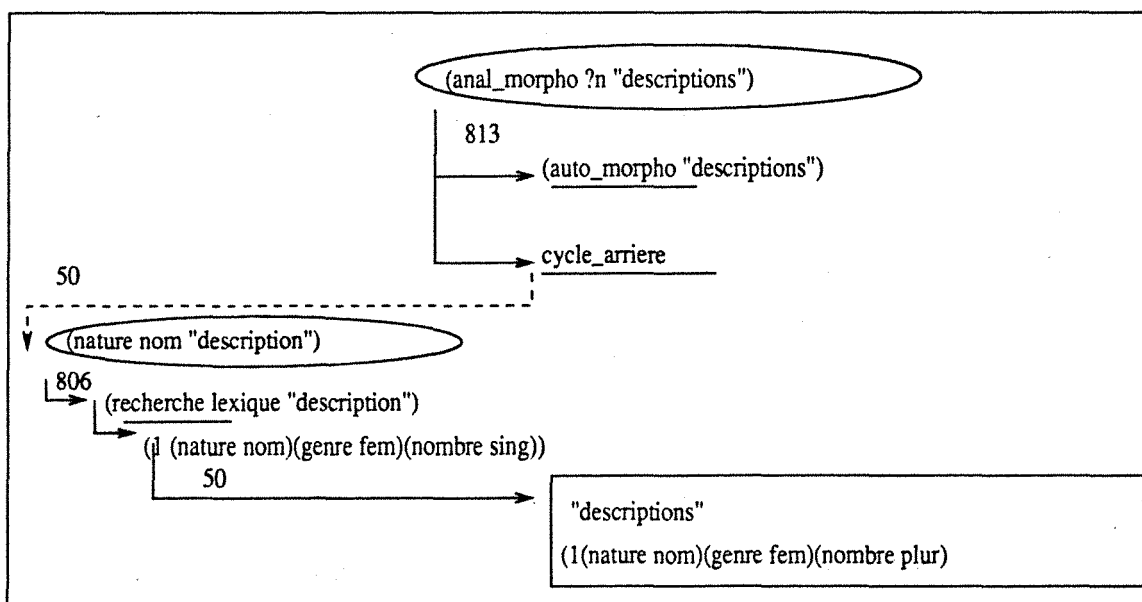 (anal_morpho ?n "descriptions")
813
(auto_morpho "descriptions")
cycle_arriere
50
(nature nom "description")
806
(recherche lexique "description")
(1 (nature nom)(genre fem)(nombre sing))
50
"descriptions"
(1(nature nom)(genre fem)(nombre plur)